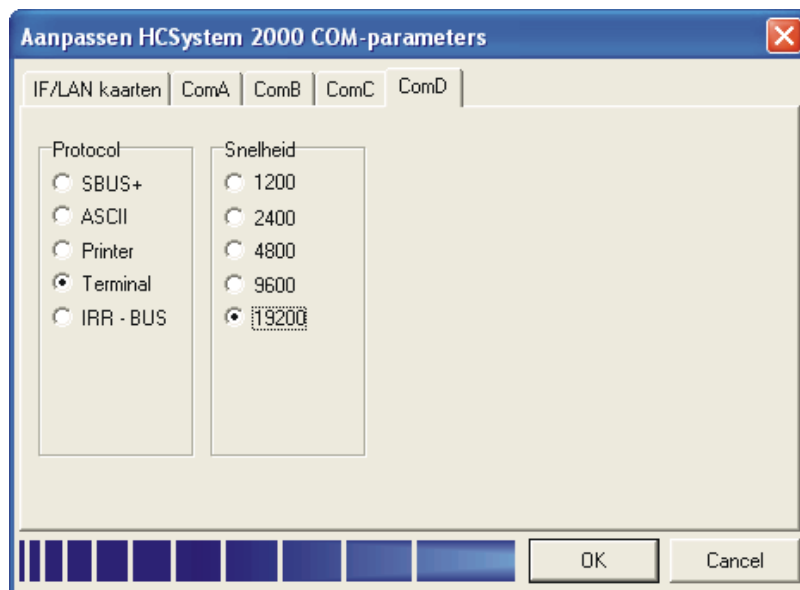 Aanpassen HCSystem 2000 COM-parameters
IF/LAN kaarten ComA ComB ComC ComD
Protocol
SBUS+
ASCII
Printer
Terminal
IRR - BUS
Snelheid
1200
2400
4800
9600
19200
OK Cancel